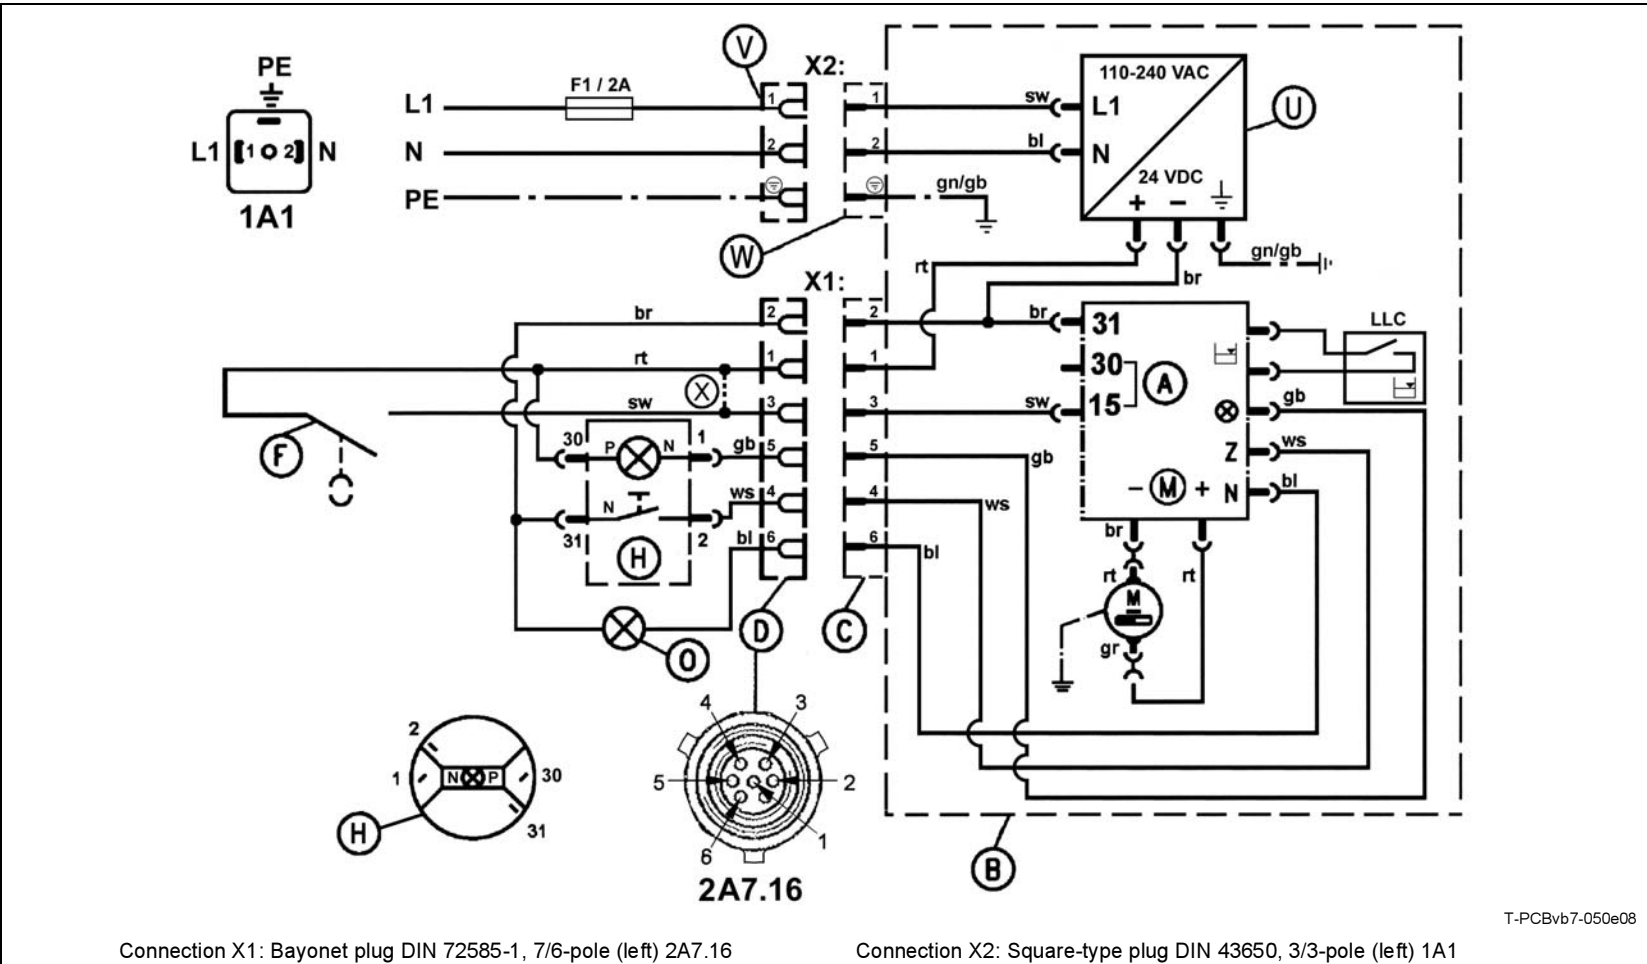 PE
L1 1 2 N
1A1
L1 F1 / 2A V X2:
N
PE
1 1 sw L1
2 2 bl N
gn/gb
W
110-240 VAC
24 VDC
+ −
U
rt br gn/gb
X1:
br 2 2 br 31
rt 1 1 30
X
sw 3 3 sw 15
A
LLC
F
30 P N 1 gb 5 5 gb
31 N 2 ws 4 4 ws
H
bl 6 6 bl
gb
Z ws
− M + N bl
br
rt rt
M
gr
O
D C
2
1 N P 30
31
H
4 3
5 2
6 1
2A7.16
B
T-PCBvb7-050e08
Connection X1: Bayonet plug DIN 72585-1, 7/6-pole (left) 2A7.16 Connection X2: Square-type plug DIN 43650, 3/3-pole (left) 1A1